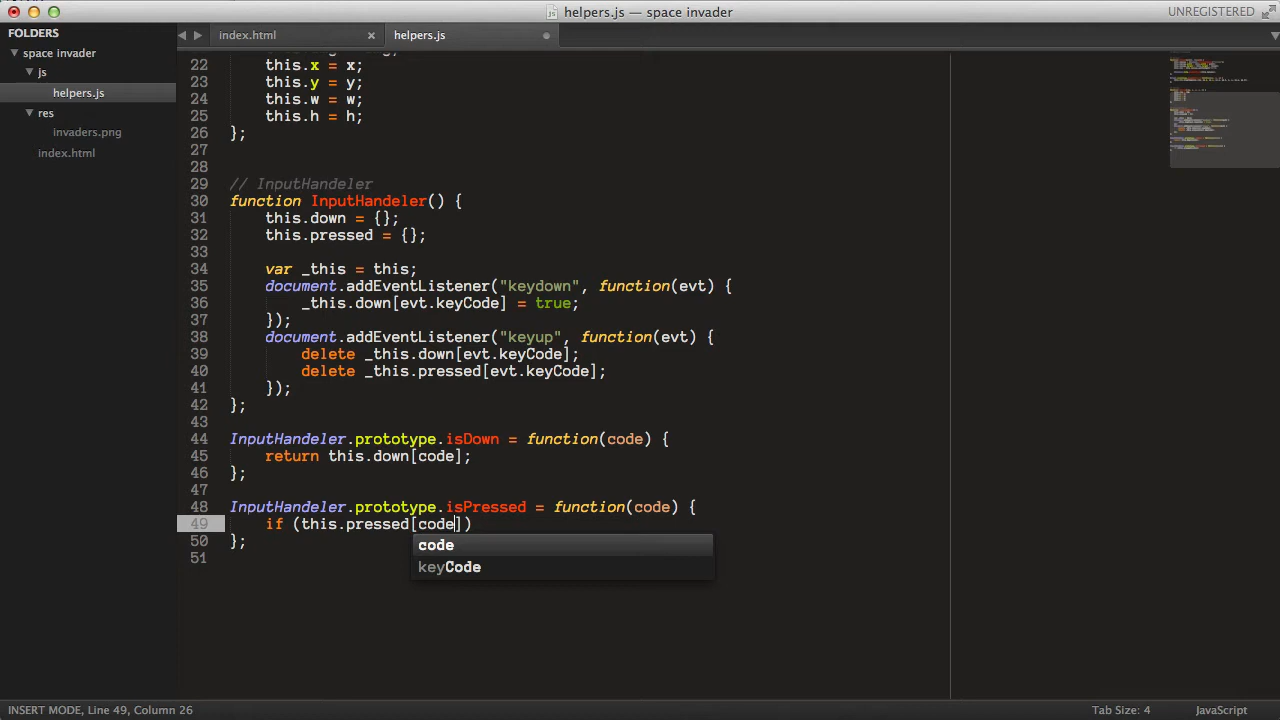 helpers.js — space invader
UNREGISTERED
FOLDERS
space invader
js
helpers.js
res
invaders.png
index.html
index.html
helpers.js
22 this.x = x;
23 this.y = y;
24 this.w = w;
25 this.h = h;
26 };
27
28
29 // InputHandeler
30 function InputHandeler() {
31 this.down = {};
32 this.pressed = {};
33
34 var _this = this;
35 document.addEventListener("keydown", function(evt) {
36 _this.down[evt.keyCode] = true;
37 });
38 document.addEventListener("keyup", function(evt) {
39 delete _this.down[evt.keyCode];
40 delete _this.pressed[evt.keyCode];
41 });
42 };
43
44 InputHandeler.prototype.isDown = function(code) {
45 return this.down[code];
46 };
47
48 InputHandeler.prototype.isPressed = function(code) {
49 if (this.pressed[code])
50 };
51
code
keyCode
INSERT MODE, Line 49, Column 26
Tab Size: 4
JavaScript